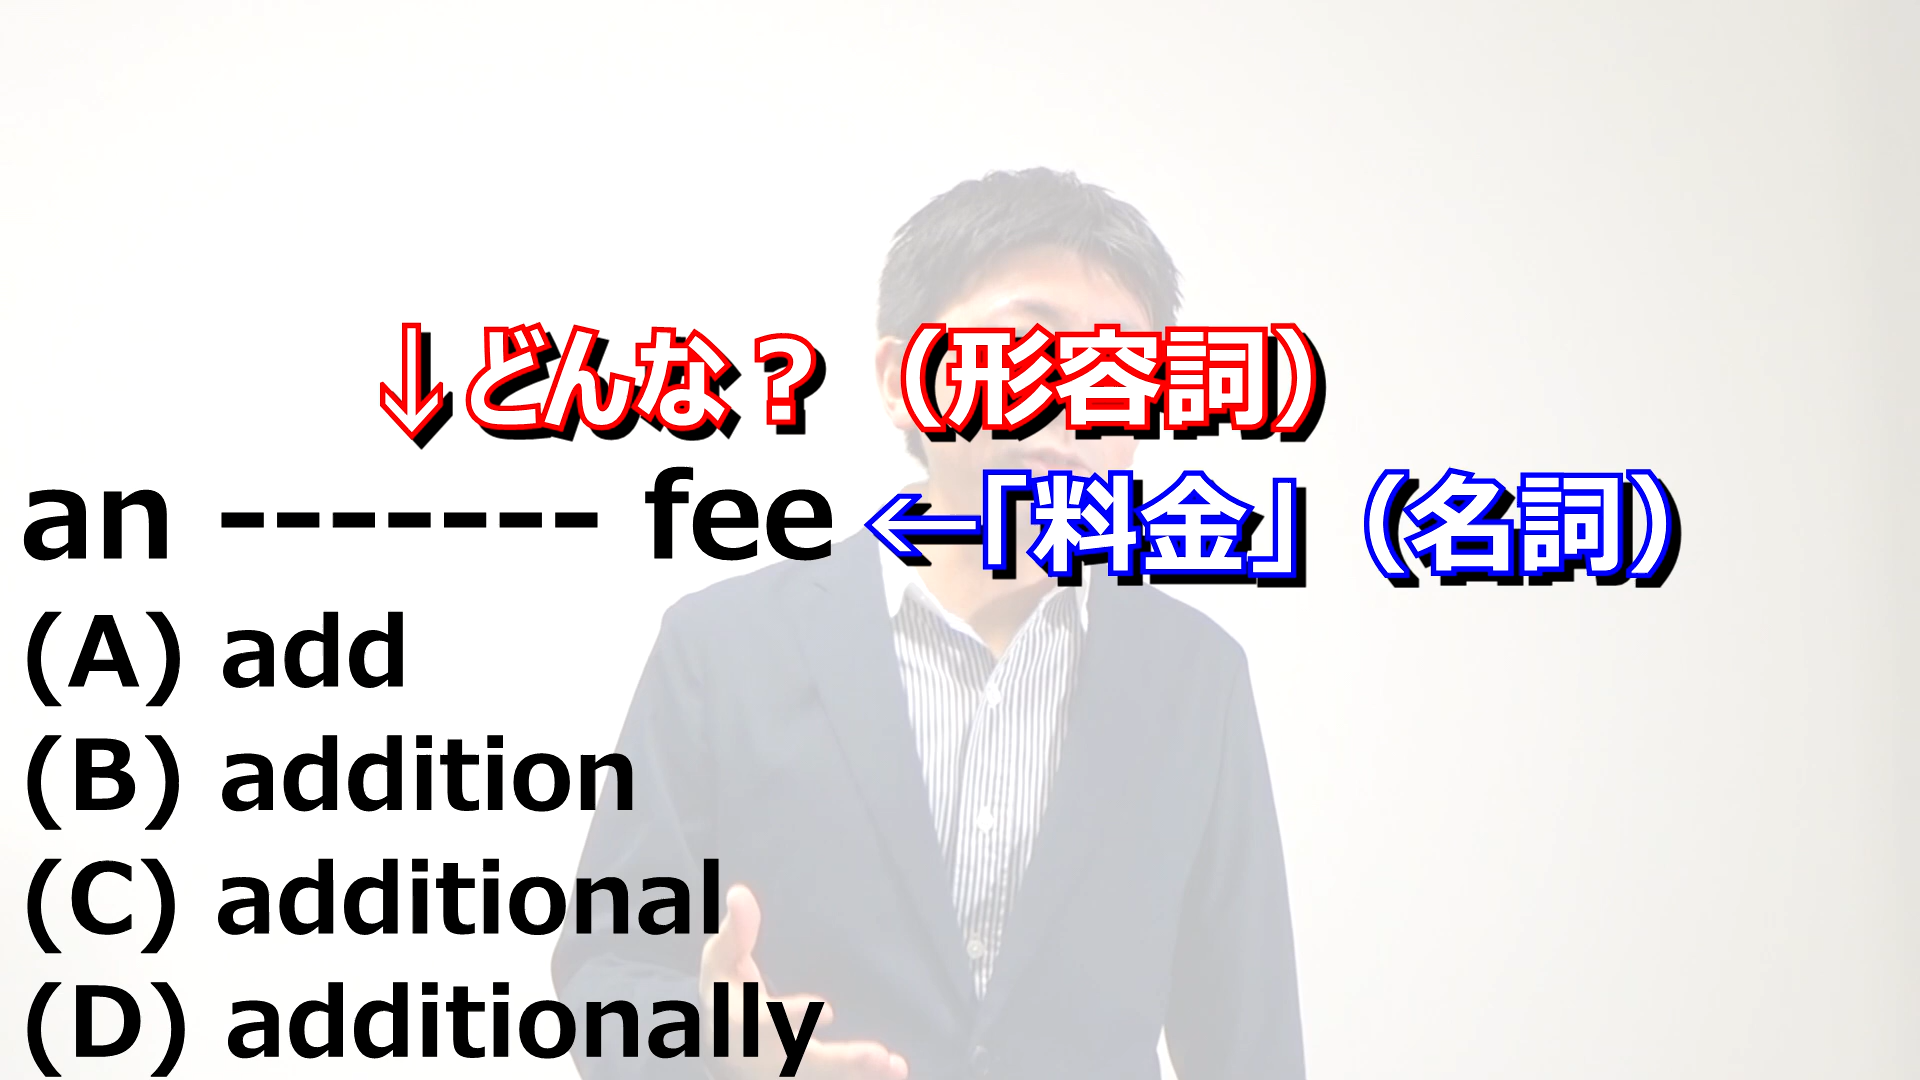 ↓どんな？（形容詞）
an ------- fee ←「料金」（名詞）
(A) add
(B) addition
(C) additional
(D) additionally